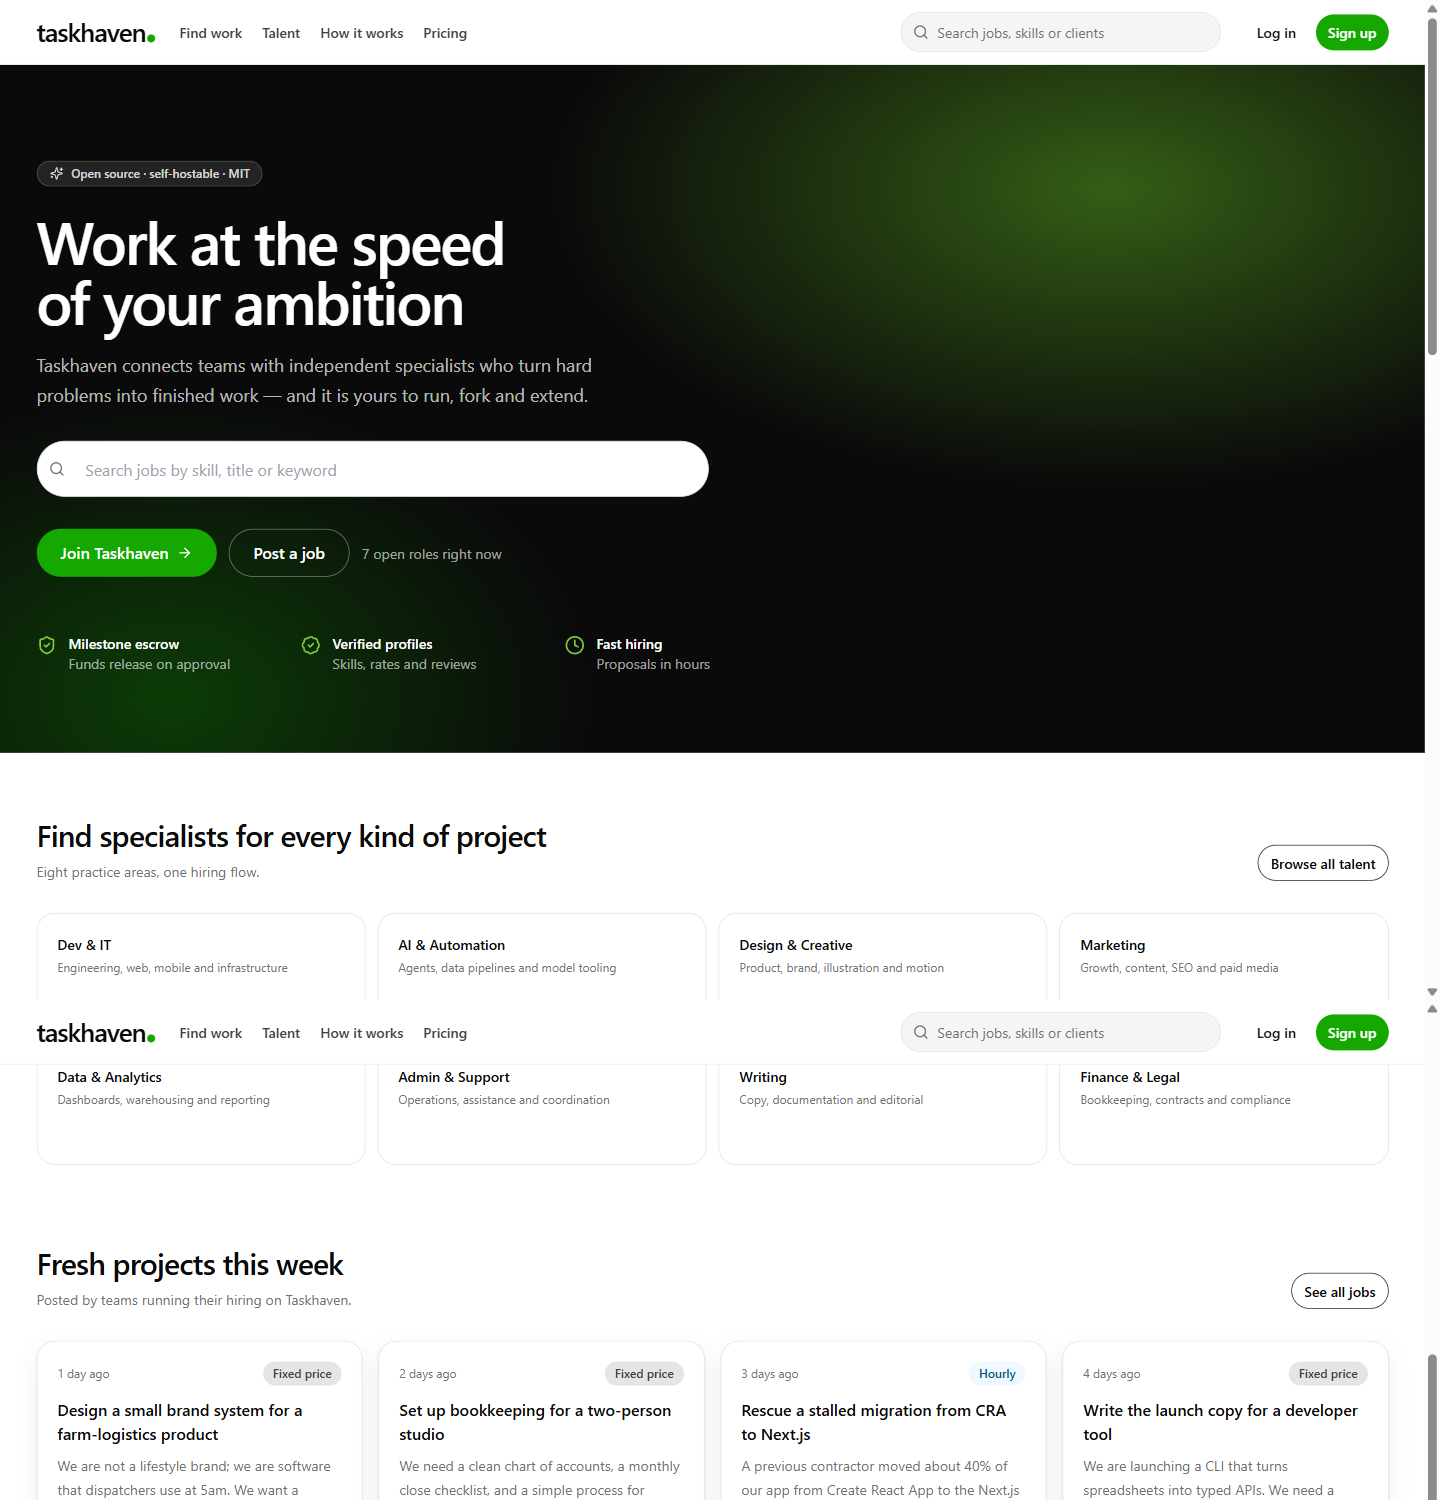 taskhaven.
Find work
Talent
How it works
Pricing
Search jobs, skills or clients
Log in
Sign up
Open source · self-hostable · MIT
Work at the speed
of your ambition
Taskhaven connects teams with independent specialists who turn hard
problems into finished work — and it is yours to run, fork and extend.
Search jobs by skill, title or keyword
Join Taskhaven
Post a job
7 open roles right now
Milestone escrow
Funds release on approval
Verified profiles
Skills, rates and reviews
Fast hiring
Proposals in hours
Find specialists for every kind of project
Eight practice areas, one hiring flow.
Browse all talent
Dev & IT
Engineering, web, mobile and infrastructure
AI & Automation
Agents, data pipelines and model tooling
Design & Creative
Product, brand, illustration and motion
Marketing
Growth, content, SEO and paid media
taskhaven.
Find work
Talent
How it works
Pricing
Search jobs, skills or clients
Log in
Sign up
Data & Analytics
Dashboards, warehousing and reporting
Admin & Support
Operations, assistance and coordination
Writing
Copy, documentation and editorial
Finance & Legal
Bookkeeping, contracts and compliance
Fresh projects this week
Posted by teams running their hiring on Taskhaven.
See all jobs
1 day ago
Fixed price
Design a small brand system for a
farm-logistics product
We are not a lifestyle brand; we are software
that dispatchers use at 5am. We want a
2 days ago
Fixed price
Set up bookkeeping for a two-person
studio
We need a clean chart of accounts, a monthly
close checklist, and a simple process for
3 days ago
Hourly
Rescue a stalled migration from CRA
to Next.js
A previous contractor moved about 40% of
our app from Create React App to the Next.js
4 days ago
Fixed price
Write the launch copy for a developer
tool
We are launching a CLI that turns
spreadsheets into typed APIs. We need a